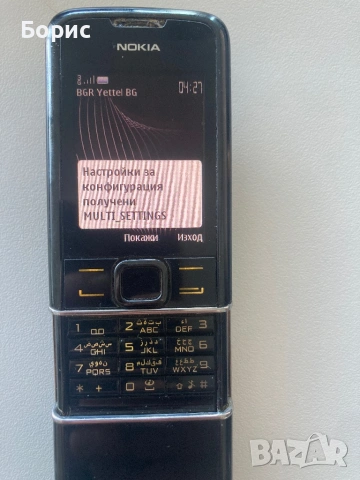 Борис
NOKIA
3
BGR Yettel BG
04:27
Настройки за
конфигурация
получени
MULTI_SETTINGS
Покажи Изход
1 2 ABC DEF 3
4 GHI 5 JKL MNO 6
7 PQRS 8 TUV WXYZ 9
* + 0 #
BAZAR